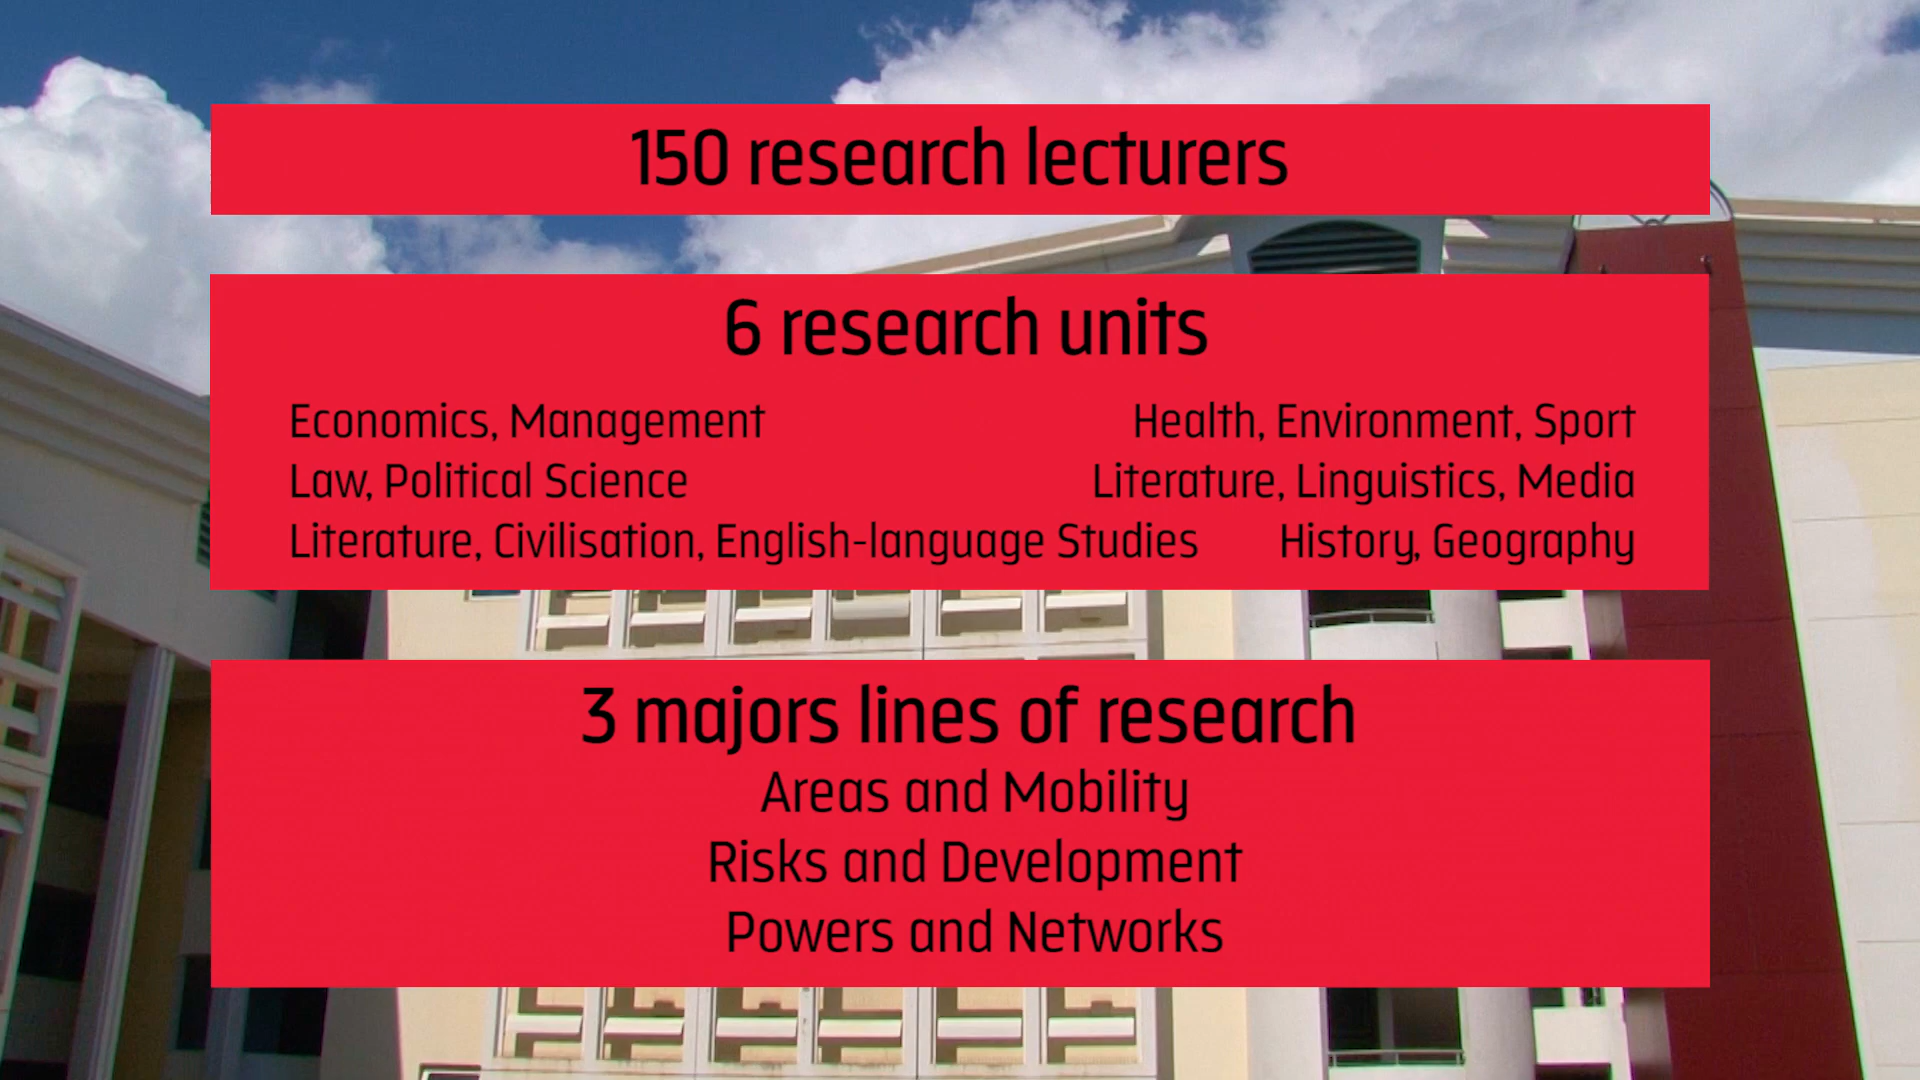 150 research lecturers
6 research units
Economics, Management
Law, Political Science
Literature, Civilisation, English-language Studies
Health, Environment, Sport
Literature, Linguistics, Media
History, Geography
3 majors lines of research
Areas and Mobility
Risks and Development
Powers and Networks